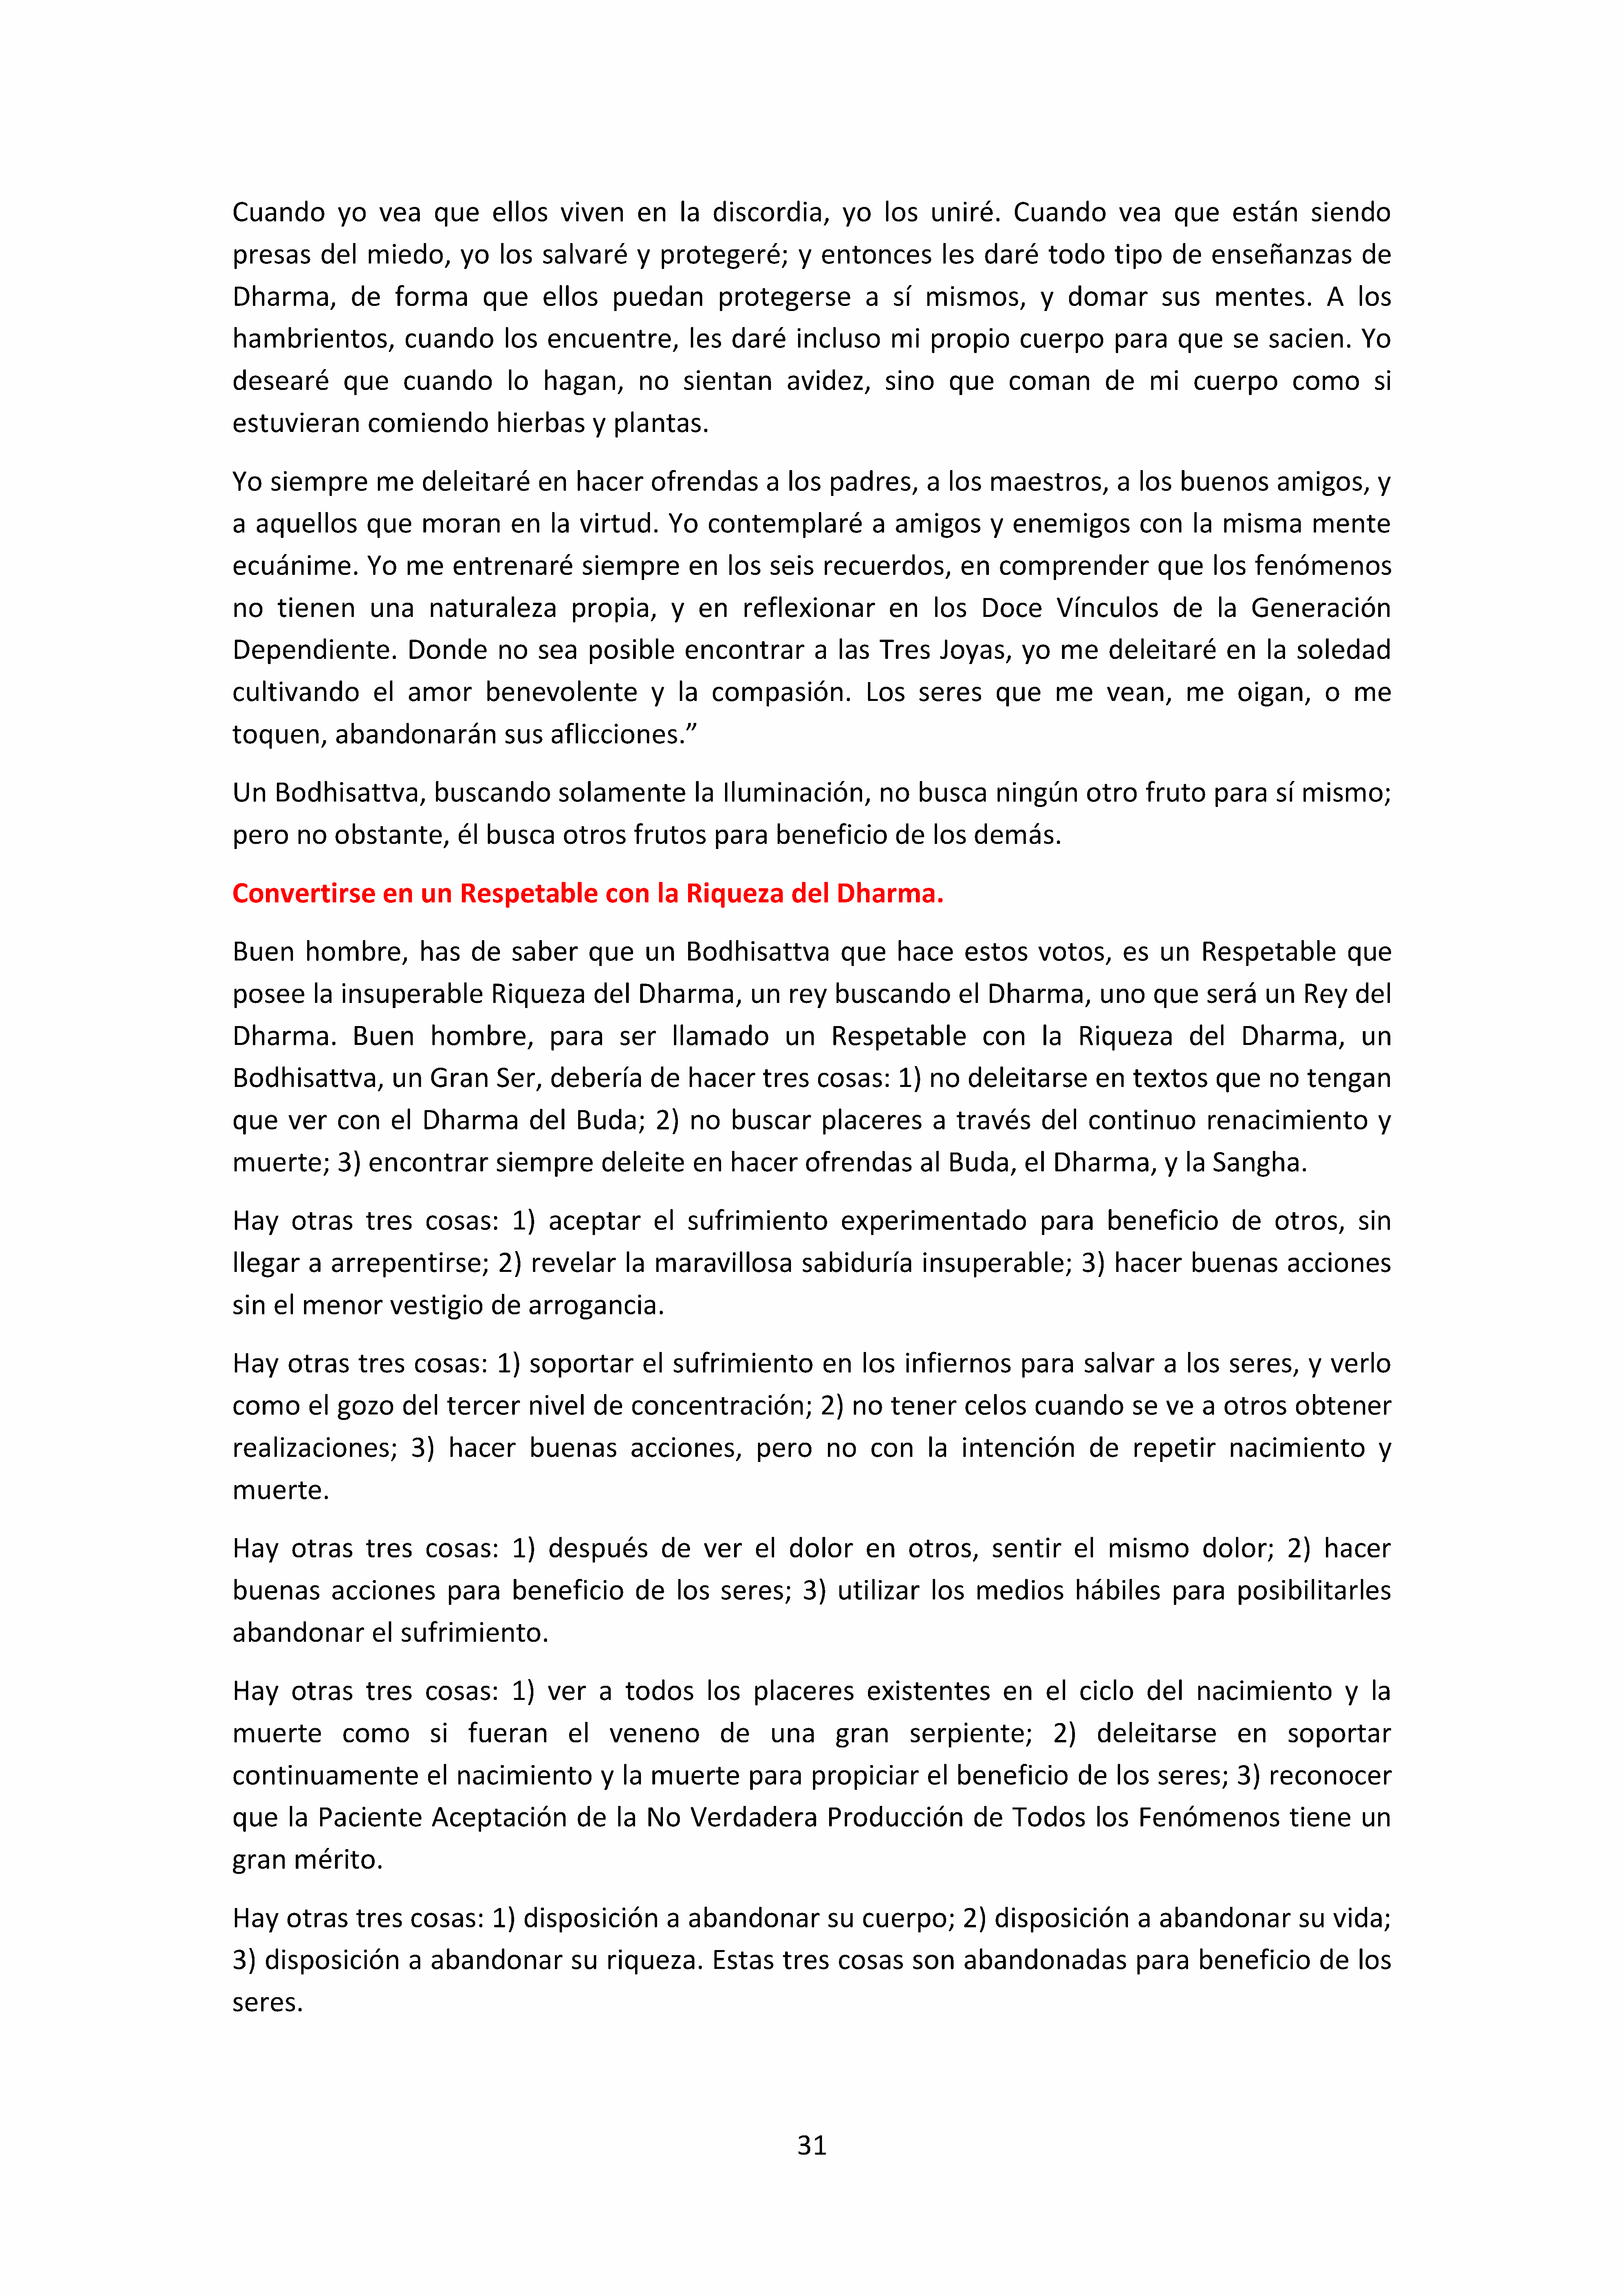 Cuando yo vea que ellos viven en la discordia, yo los uniré. Cuando vea que están siendo
presas del miedo, yo los salvaré y protegeré; y entonces les daré todo tipo de enseñanzas de
Dharma, de forma que ellos puedan protegerse a sí mismos, y domar sus mentes. A los
hambrientos, cuando los encuentre, les daré incluso mi propio cuerpo para que se sacien. Yo
desearé que cuando lo hagan, no sientan avidez, sino que coman de mi cuerpo como si
estuvieran comiendo hierbas y plantas.
Yo siempre me deleitaré en hacer ofrendas a los padres, a los maestros, a los buenos amigos, y
a aquellos que moran en la virtud. Yo contemplaré a amigos y enemigos con la misma mente
ecuánime. Yo me entrenaré siempre en los seis recuerdos, en comprender que los fenómenos
no tienen una naturaleza propia, y en reflexionar en los Doce Vínculos de la Generación
Dependiente. Donde no sea posible encontrar a las Tres Joyas, yo me deleitaré en la soledad
cultivando el amor benevolente y la compasión. Los seres que me vean, me oigan, o me
toquen, abandonarán sus aflicciones.”
Un Bodhisattva, buscando solamente la Iluminación, no busca ningún otro fruto para sí mismo;
pero no obstante, él busca otros frutos para beneficio de los demás.
Convertirse en un Respetable con la Riqueza del Dharma.
Buen hombre, has de saber que un Bodhisattva que hace estos votos, es un Respetable que
posee la insuperable Riqueza del Dharma, un rey buscando el Dharma, uno que será un Rey del
Dharma. Buen hombre, para ser llamado un Respetable con la Riqueza del Dharma, un
Bodhisattva, un Gran Ser, debería de hacer tres cosas: 1) no deleitarse en textos que no tengan
que ver con el Dharma del Buda; 2) no buscar placeres a través del continuo renacimiento y
muerte; 3) encontrar siempre deleite en hacer ofrendas al Buda, el Dharma, y la Sangha.
Hay otras tres cosas: 1) aceptar el sufrimiento experimentado para beneficio de otros, sin
llegar a arrepentirse; 2) revelar la maravillosa sabiduría insuperable; 3) hacer buenas acciones
sin el menor vestigio de arrogancia.
Hay otras tres cosas: 1) soportar el sufrimiento en los infiernos para salvar a los seres, y verlo
como el gozo del tercer nivel de concentración; 2) no tener celos cuando se ve a otros obtener
realizaciones; 3) hacer buenas acciones, pero no con la intención de repetir nacimiento y
muerte.
Hay otras tres cosas: 1) después de ver el dolor en otros, sentir el mismo dolor; 2) hacer
buenas acciones para beneficio de los seres; 3) utilizar los medios hábiles para posibilitarles
abandonar el sufrimiento.
Hay otras tres cosas: 1) ver a todos los placeres existentes en el ciclo del nacimiento y la
muerte como si fueran el veneno de una gran serpiente; 2) deleitarse en soportar
continuamente el nacimiento y la muerte para propiciar el beneficio de los seres; 3) reconocer
que la Paciente Aceptación de la No Verdadera Producción de Todos los Fenómenos tiene un
gran mérito.
Hay otras tres cosas: 1) disposición a abandonar su cuerpo; 2) disposición a abandonar su vida;
3) disposición a abandonar su riqueza. Estas tres cosas son abandonadas para beneficio de los
seres.
31